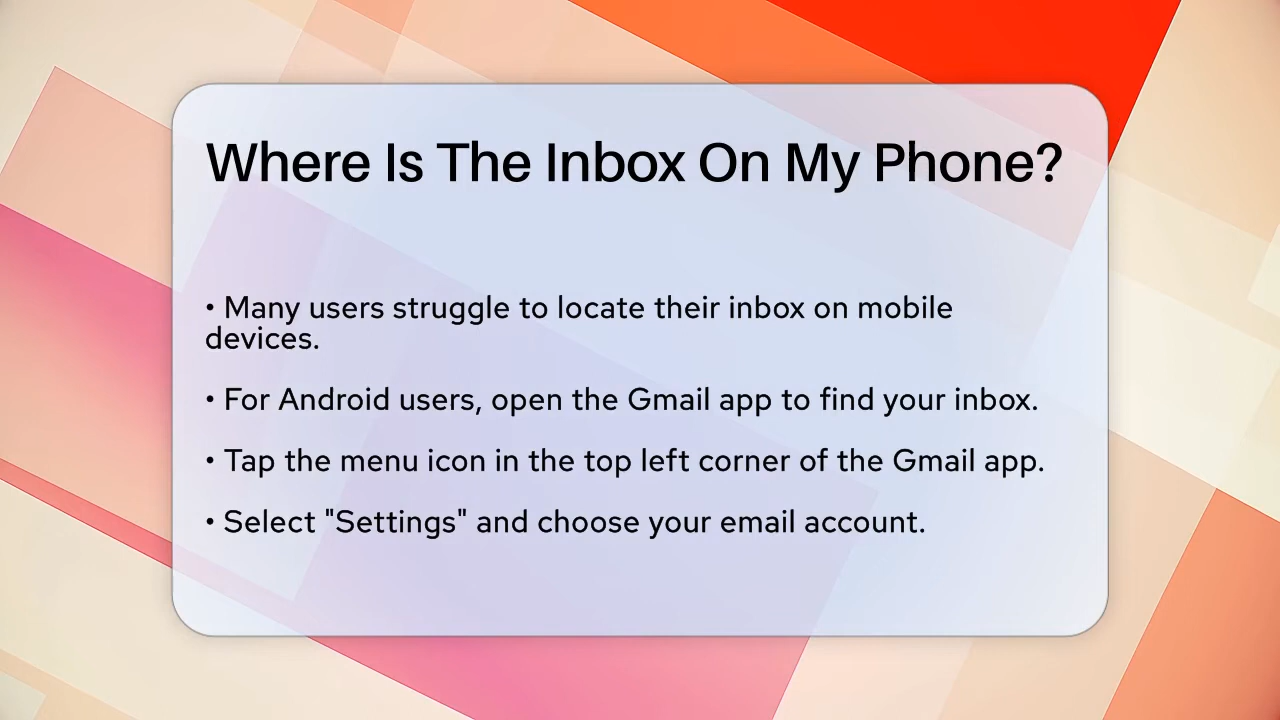 Where Is The Inbox On My Phone?
• Many users struggle to locate their inbox on mobile
devices.
• For Android users, open the Gmail app to find your inbox.
• Tap the menu icon in the top left corner of the Gmail app.
• Select "Settings" and choose your email account.